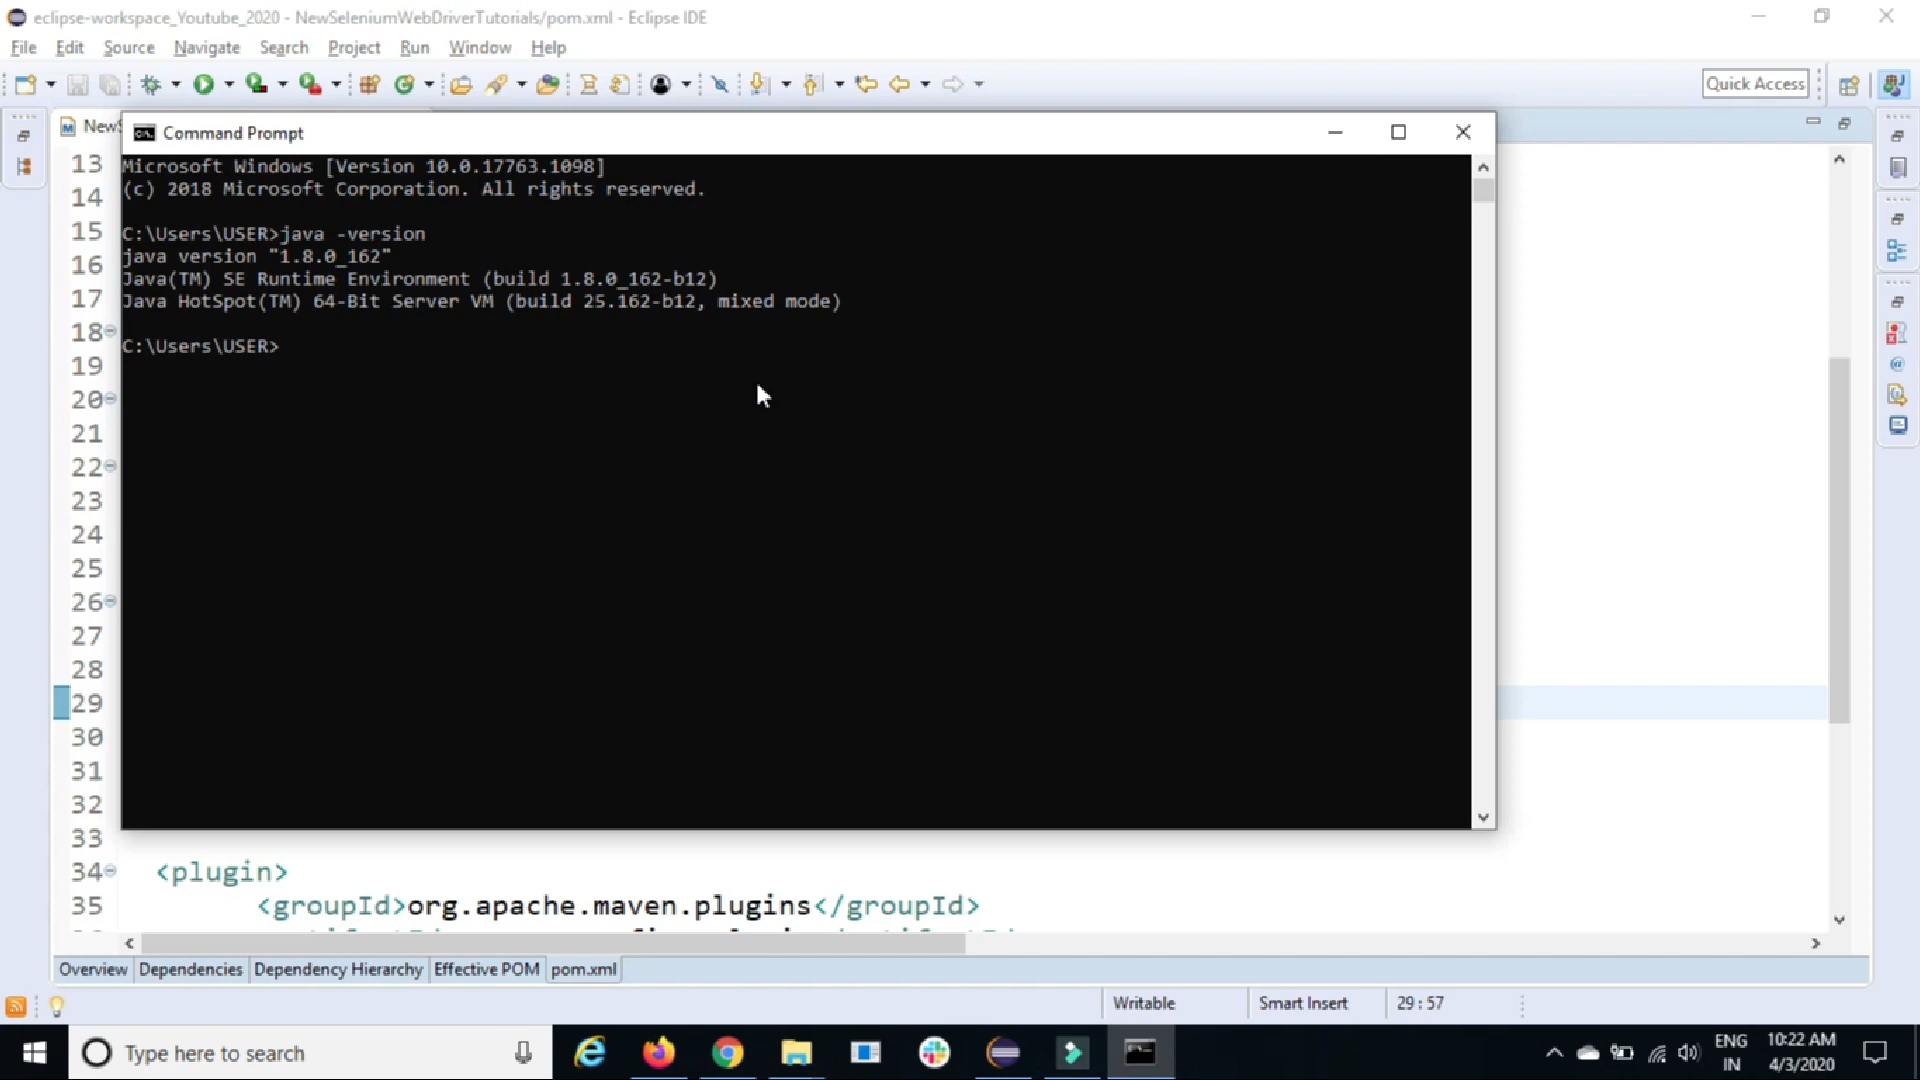 eclipse-workspace_Youtube_2020 - NewSeleniumWebDriverTutorials/pom.xml - Eclipse IDE
File Edit Source Navigate Search Project Run Window Help
Quick Access
Command Prompt
Microsoft Windows [Version 10.0.17763.1098]
(c) 2018 Microsoft Corporation. All rights reserved.
C:\Users\USER>java -version
java version "1.8.0_162"
Java(TM) SE Runtime Environment (build 1.8.0_162-b12)
Java HotSpot(TM) 64-Bit Server VM (build 25.162-b12, mixed mode)
C:\Users\USER>
13
14
15
16
17
18
19
20
21
22
23
24
25
26
27
28
29
30
31
32
33
34 <plugin>
35 <groupId>org.apache.maven.plugins</groupId>
Overview Dependencies Dependency Hierarchy Effective POM pom.xml
Writable Smart Insert 29 : 57
Type here to search
ENG 10:22 AM
IN 4/3/2020